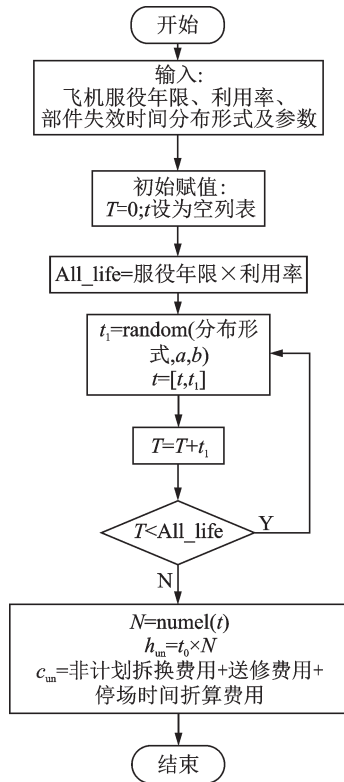 开始
输入:
飞机服役年限、利用率、
部件失效时间分布形式及参数
初始赋值:
T=0;t设为空列表
All_life=服役年限×利用率
t₁=random(分布形
式,a,b)
t=[t,t₁]
T=T+t₁
T<All_life
Y
N
N=numel(t)
hᵤₙ=t₀×N
cᵤₙ=非计划拆换费用+送修费用+
停场时间折算费用
结束